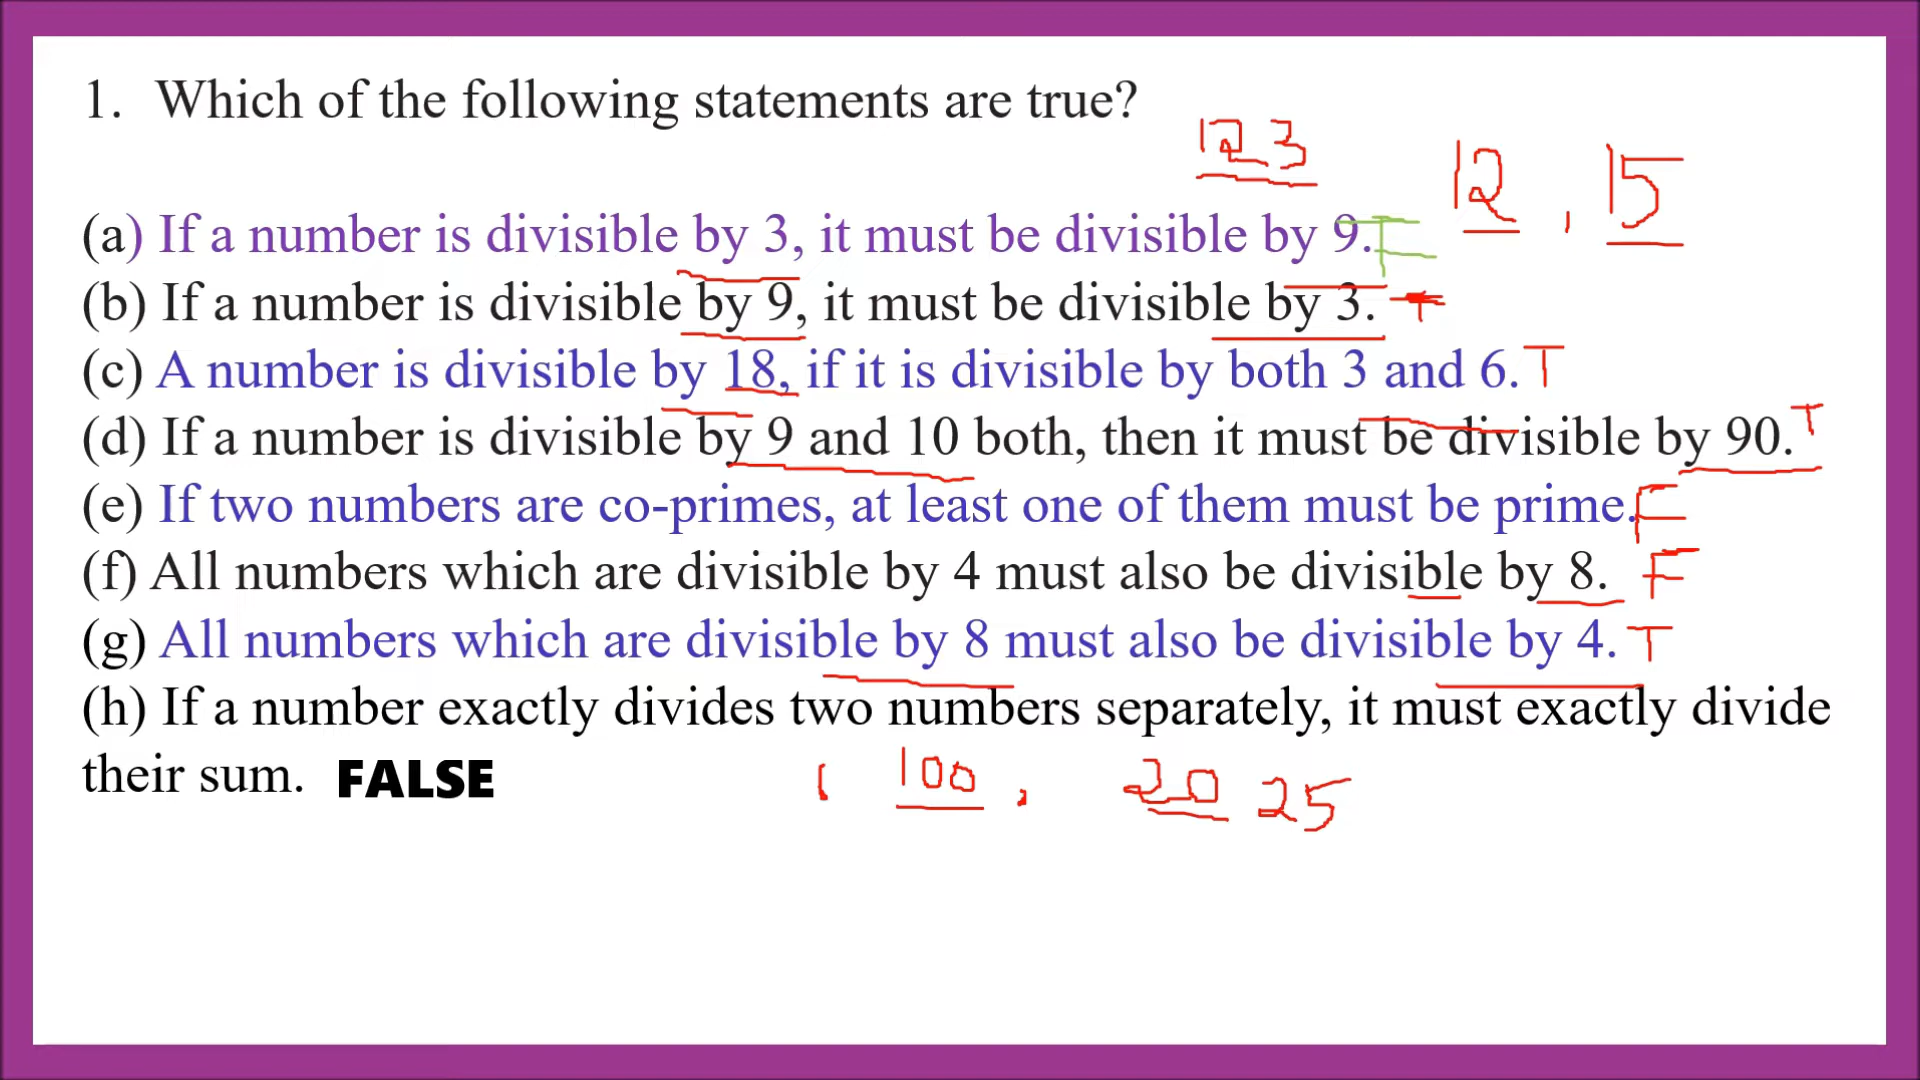 1. Which of the following statements are true?
123
12 , 15
(a) If a number is divisible by 3, it must be divisible by 9. F
(b) If a number is divisible by 9, it must be divisible by 3. T
(c) A number is divisible by 18, if it is divisible by both 3 and 6. T
(d) If a number is divisible by 9 and 10 both, then it must be divisible by 90. T
(e) If two numbers are co-primes, at least one of them must be prime. F
(f) All numbers which are divisible by 4 must also be divisible by 8. F
(g) All numbers which are divisible by 8 must also be divisible by 4. T
(h) If a number exactly divides two numbers separately, it must exactly divide
their sum. FALSE
100 , 20 25